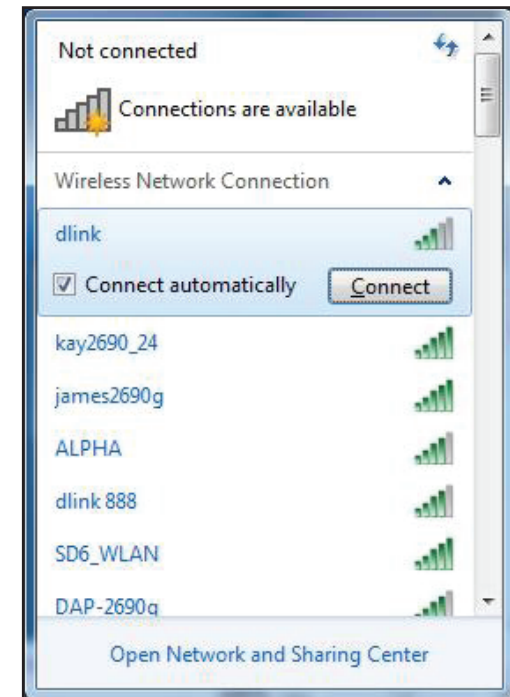 Not connected
Connections are available
Wireless Network Connection
dlink
Connect automatically Connect
kay2690_24
james2690g
ALPHA
dlink 888
SD6_WLAN
DAP-2690g
Open Network and Sharing Center